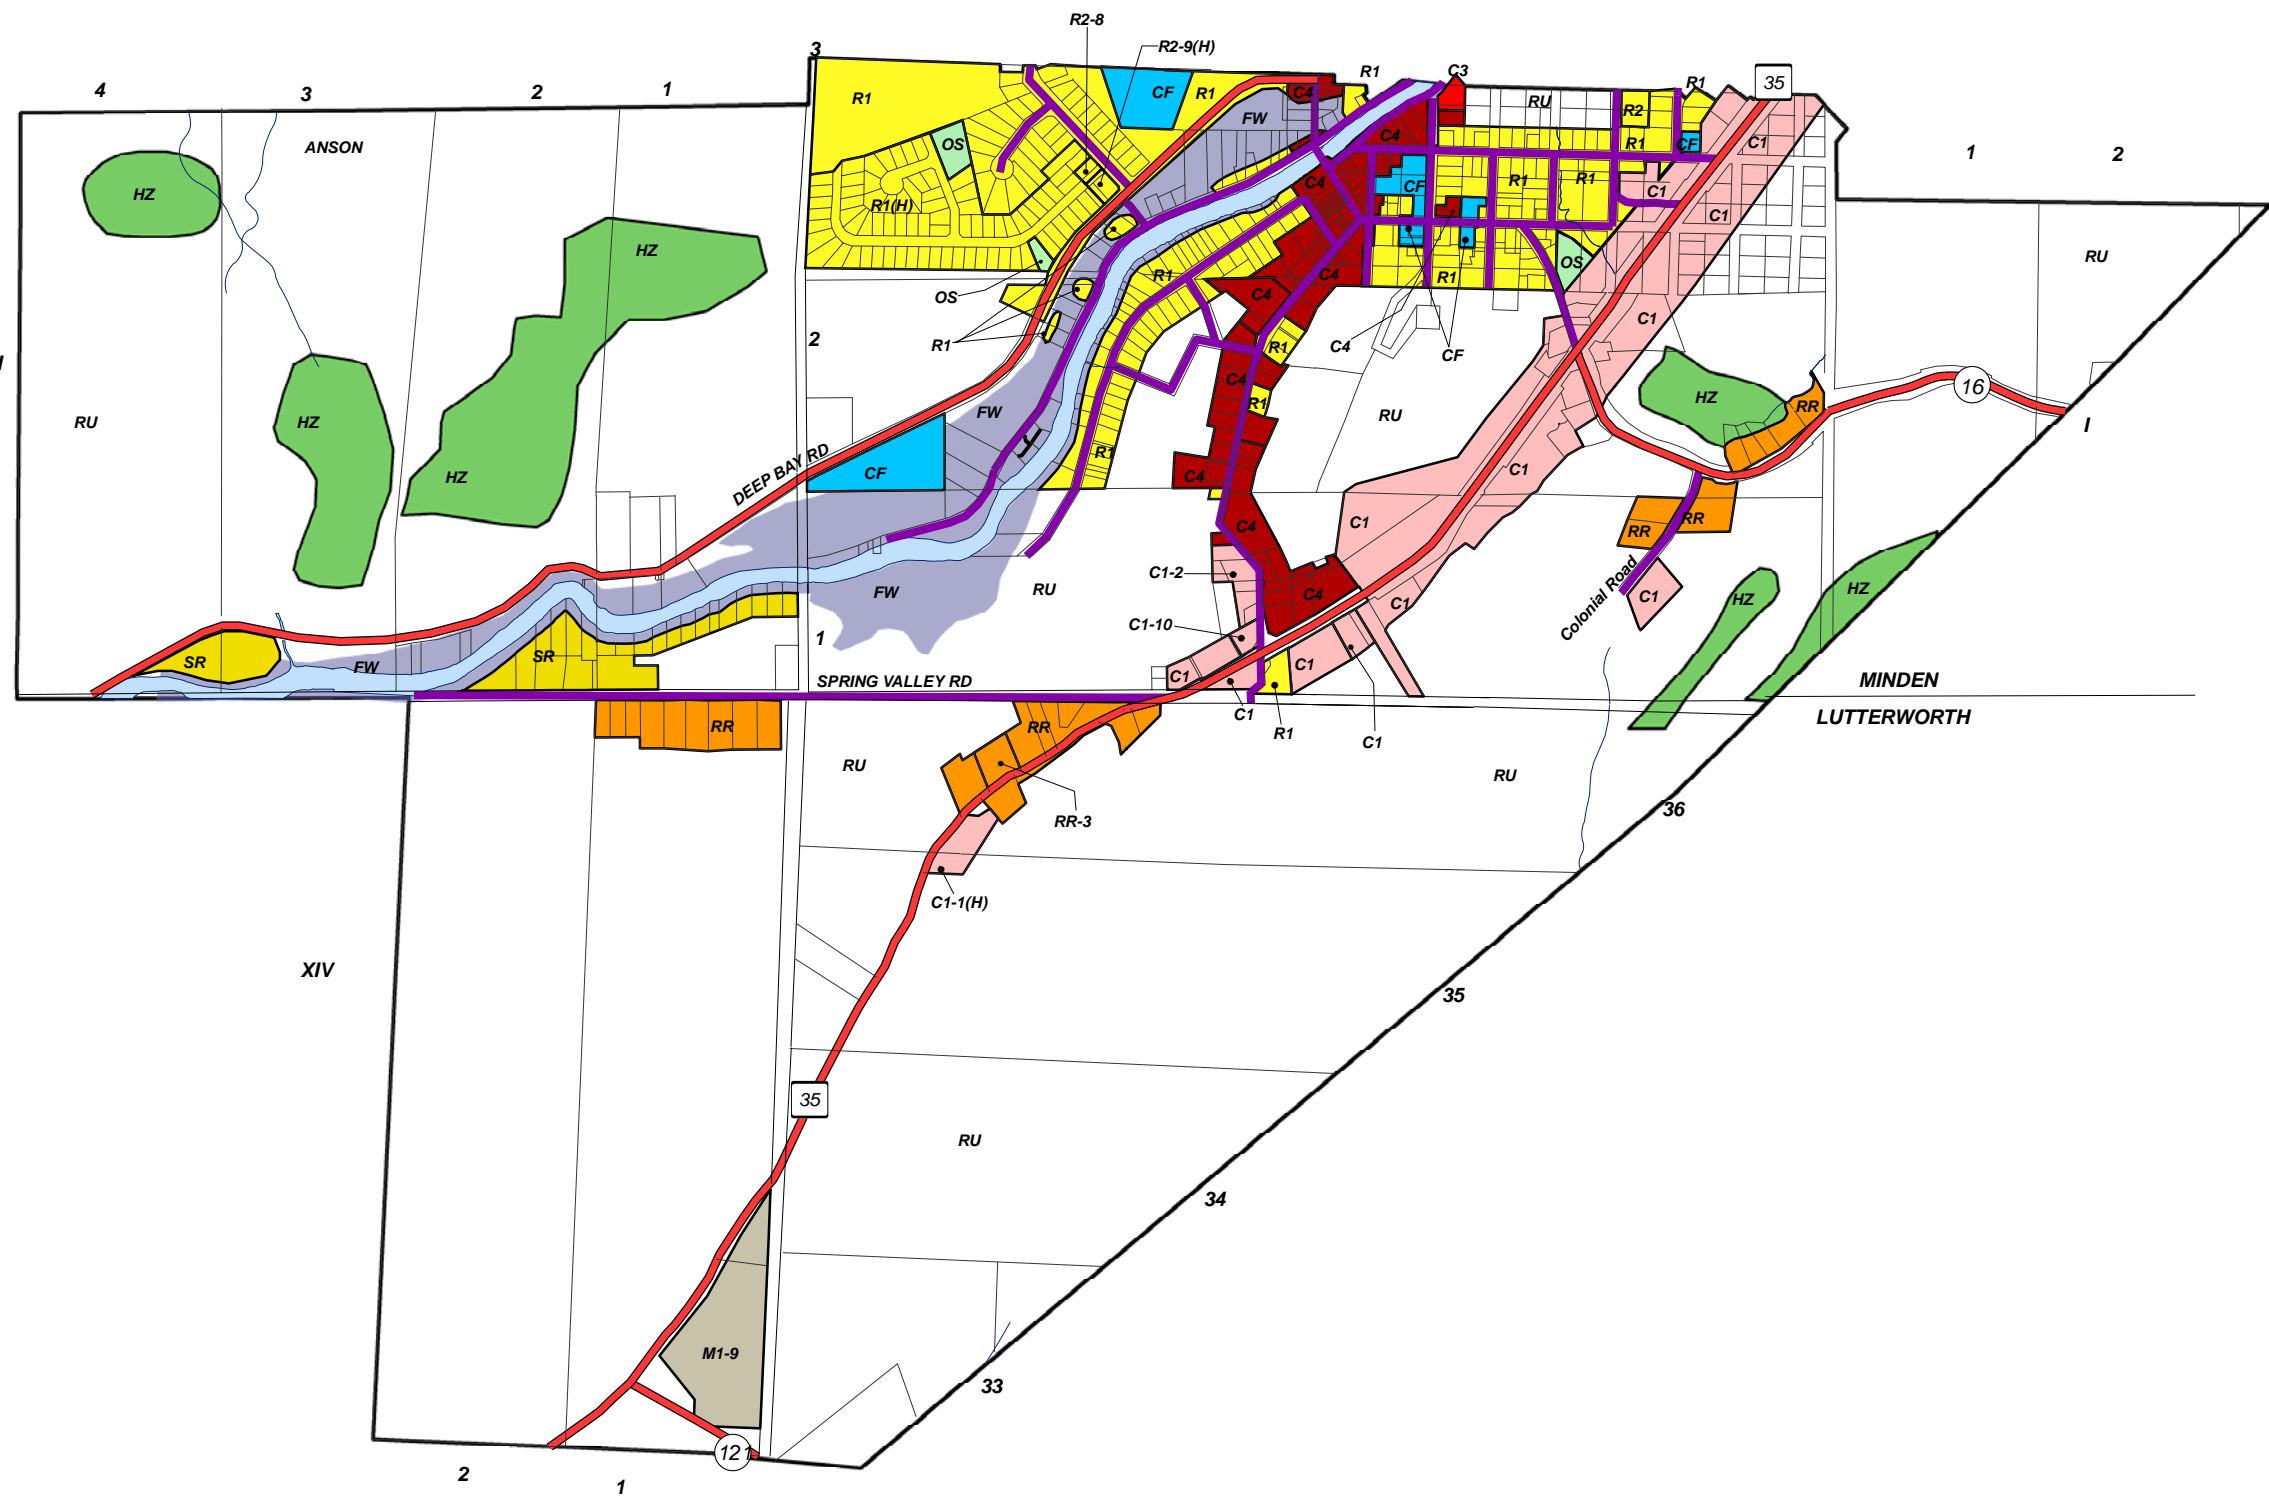 R2-8
R2-9(H)
3
4
3
2
1
R1
C3
R1
35
R1
CF
R1
C4
FW
RU
R2
ANSON
OS
C4
R1
CF
C1
1
2
HZ
R1(H)
C4
CF
R1
R1
C1
C1
HZ
RU
R1
C4
R1
OS
OS
C4
C1
R1
2
R1
C4
CF
C4
16
RU
HZ
FW
R1
RU
HZ
RR
I
HZ
DEEP BAY RD
CF
R1
C4
C1
C4
C1
RR
RR
C1-2
FW
RU
C4
C1
Colonial Road
C1
HZ
HZ
C1-10
1
SR
FW
SR
C1
C1
SPRING VALLEY RD
MINDEN
C1
R1
C1
LUTTERWORTH
RR
RR
RU
RU
RR-3
36
C1-1(H)
XIV
35
35
RU
34
M1-9
33
121
2
1